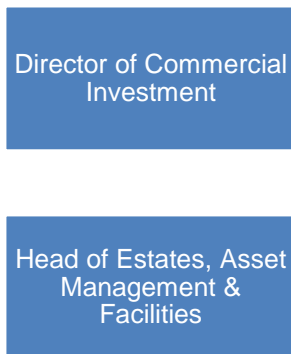 Director of Commercial
Investment
Head of Estates, Asset
Management &
Facilities